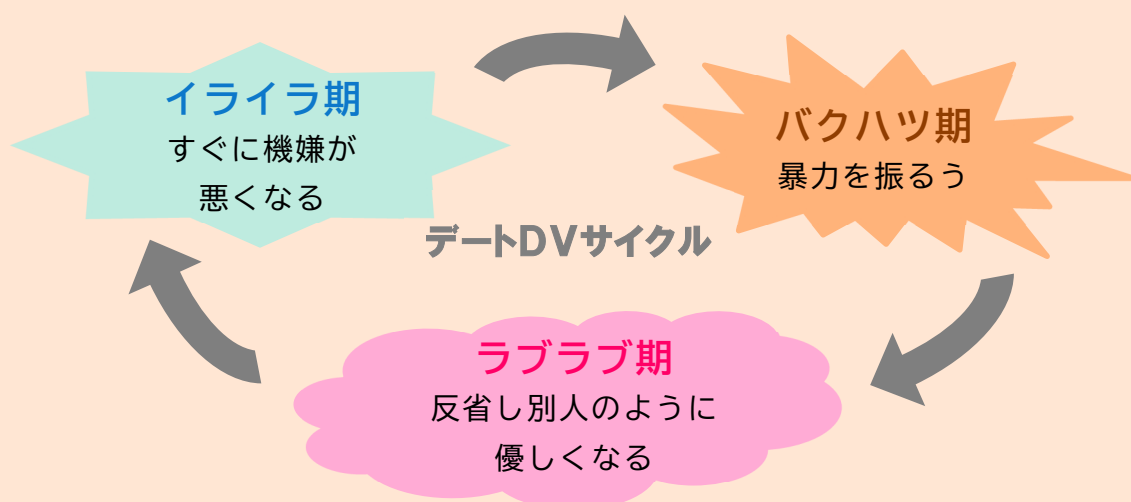 イライラ期
すぐに機嫌が
悪くなる
バクハツ期
暴力を振るう
デートDVサイクル
ラブラブ期
反省し別人のように
優しくなる